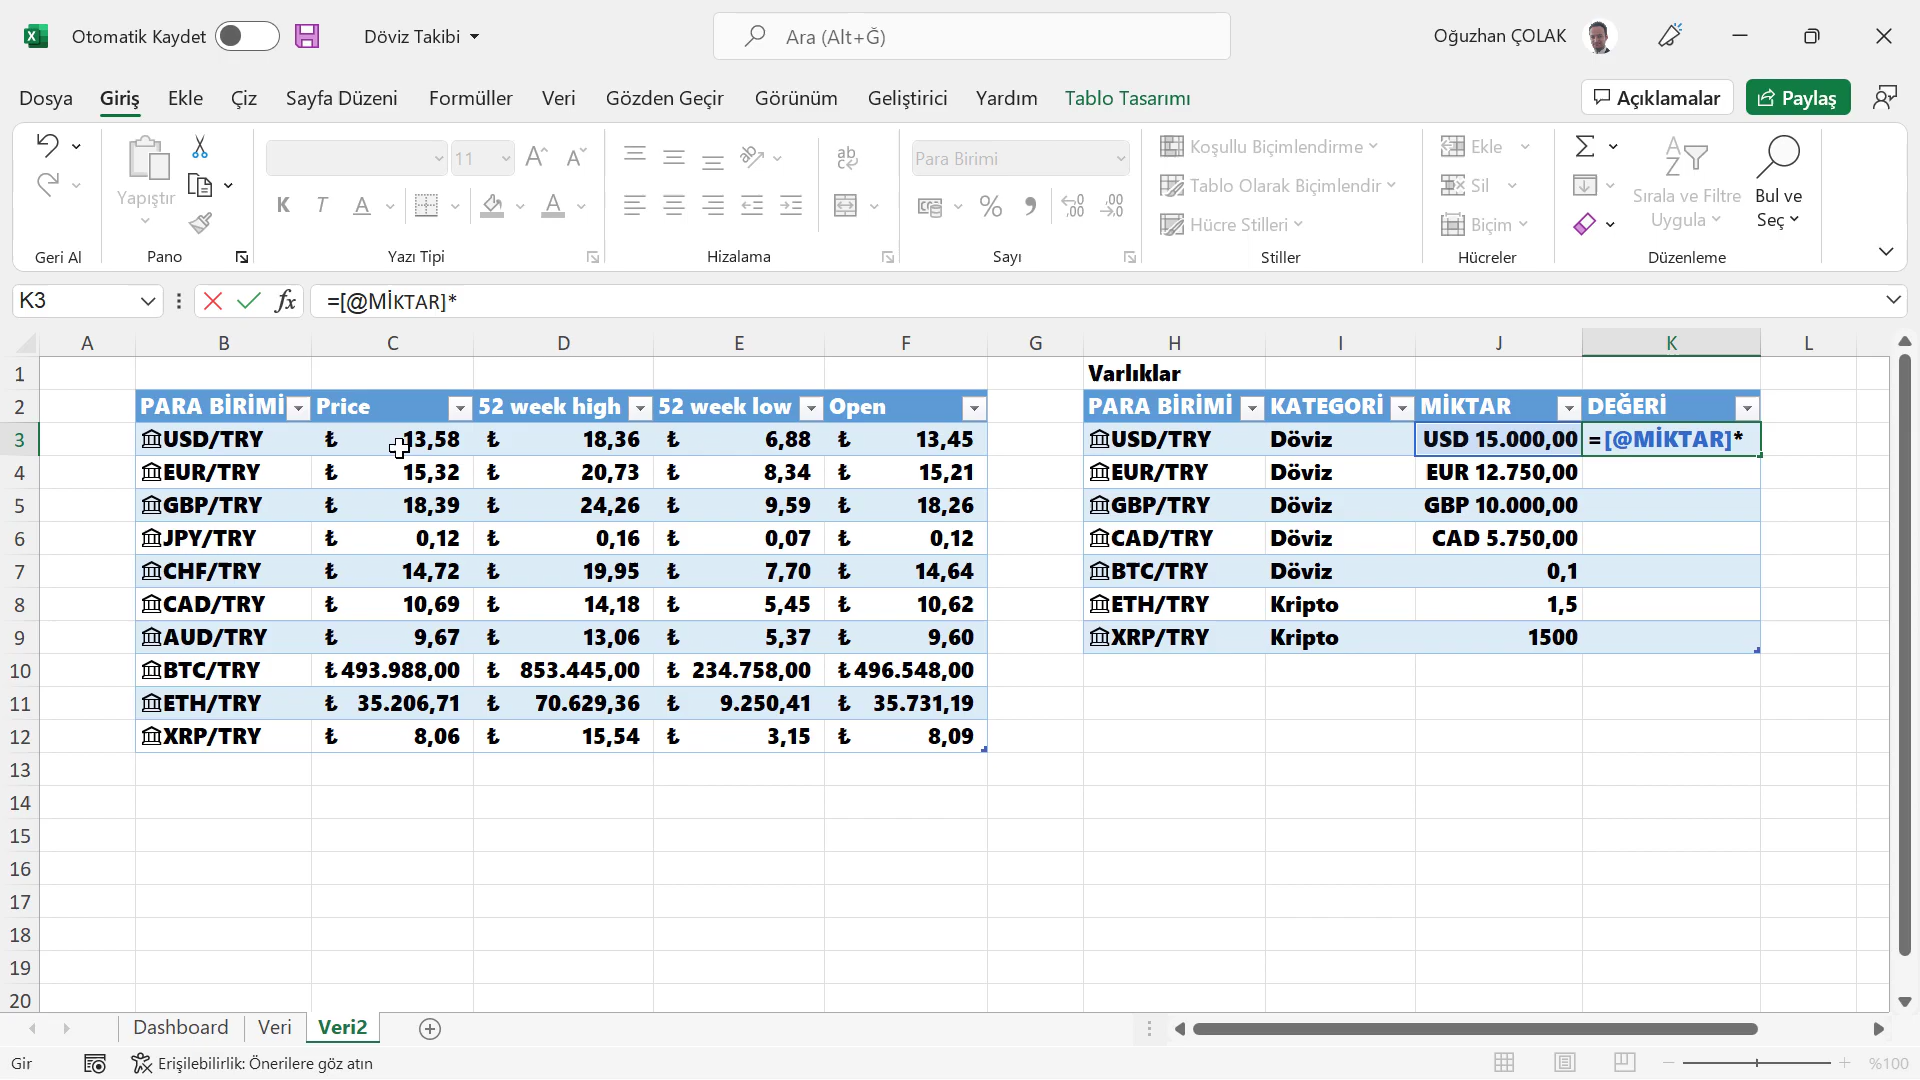 Otomatik Kaydet
Döviz Takibi
Ara (Alt+Ğ)
Oğuzhan ÇOLAK
Dosya Giriş Ekle Çiz Sayfa Düzeni Formüller Veri Gözden Geçir Görünüm Geliştirici Yardım Tablo Tasarımı
Açıklamalar Paylaş
Yapıştır
11
K T A A
ab
Para Birimi
%
Koşullu Biçimlendirme
Tablo Olarak Biçimlendir
Hücre Stilleri
Ekle
Sil
Biçim
Sırala ve Filtre
Uygula
Bul ve
Seç
Geri Al Pano Yazı Tipi Hizalama Sayı Stiller Hücreler Düzenleme
K3 fx =[@MİKTAR]*
A B C D E F G H I J K L
1 Varlıklar
2 PARA BİRİMİ Price 52 week high 52 week low Open PARA BİRİMİ KATEGORİ MİKTAR DEĞERİ
3 USD/TRY ₺ 13,58 ₺ 18,36 ₺ 6,88 ₺ 13,45 USD/TRY Döviz USD 15.000,00 =[@MİKTAR]*
4 EUR/TRY ₺ 15,32 ₺ 20,73 ₺ 8,34 ₺ 15,21 EUR/TRY Döviz EUR 12.750,00
5 GBP/TRY ₺ 18,39 ₺ 24,26 ₺ 9,59 ₺ 18,26 GBP/TRY Döviz GBP 10.000,00
6 JPY/TRY ₺ 0,12 ₺ 0,16 ₺ 0,07 ₺ 0,12 CAD/TRY Döviz CAD 5.750,00
7 CHF/TRY ₺ 14,72 ₺ 19,95 ₺ 7,70 ₺ 14,64 BTC/TRY Döviz 0,1
8 CAD/TRY ₺ 10,69 ₺ 14,18 ₺ 5,45 ₺ 10,62 ETH/TRY Kripto 1,5
9 AUD/TRY ₺ 9,67 ₺ 13,06 ₺ 5,37 ₺ 9,60 XRP/TRY Kripto 1500
10 BTC/TRY ₺ 493.988,00 ₺ 853.445,00 ₺ 234.758,00 ₺ 496.548,00
11 ETH/TRY ₺ 35.206,71 ₺ 70.629,36 ₺ 9.250,41 ₺ 35.731,19
12 XRP/TRY ₺ 8,06 ₺ 15,54 ₺ 3,15 ₺ 8,09
13
14
15
16
17
18
19
20
Dashboard Veri Veri2
Gir Erişilebilirlik: Önerilere göz atın %100